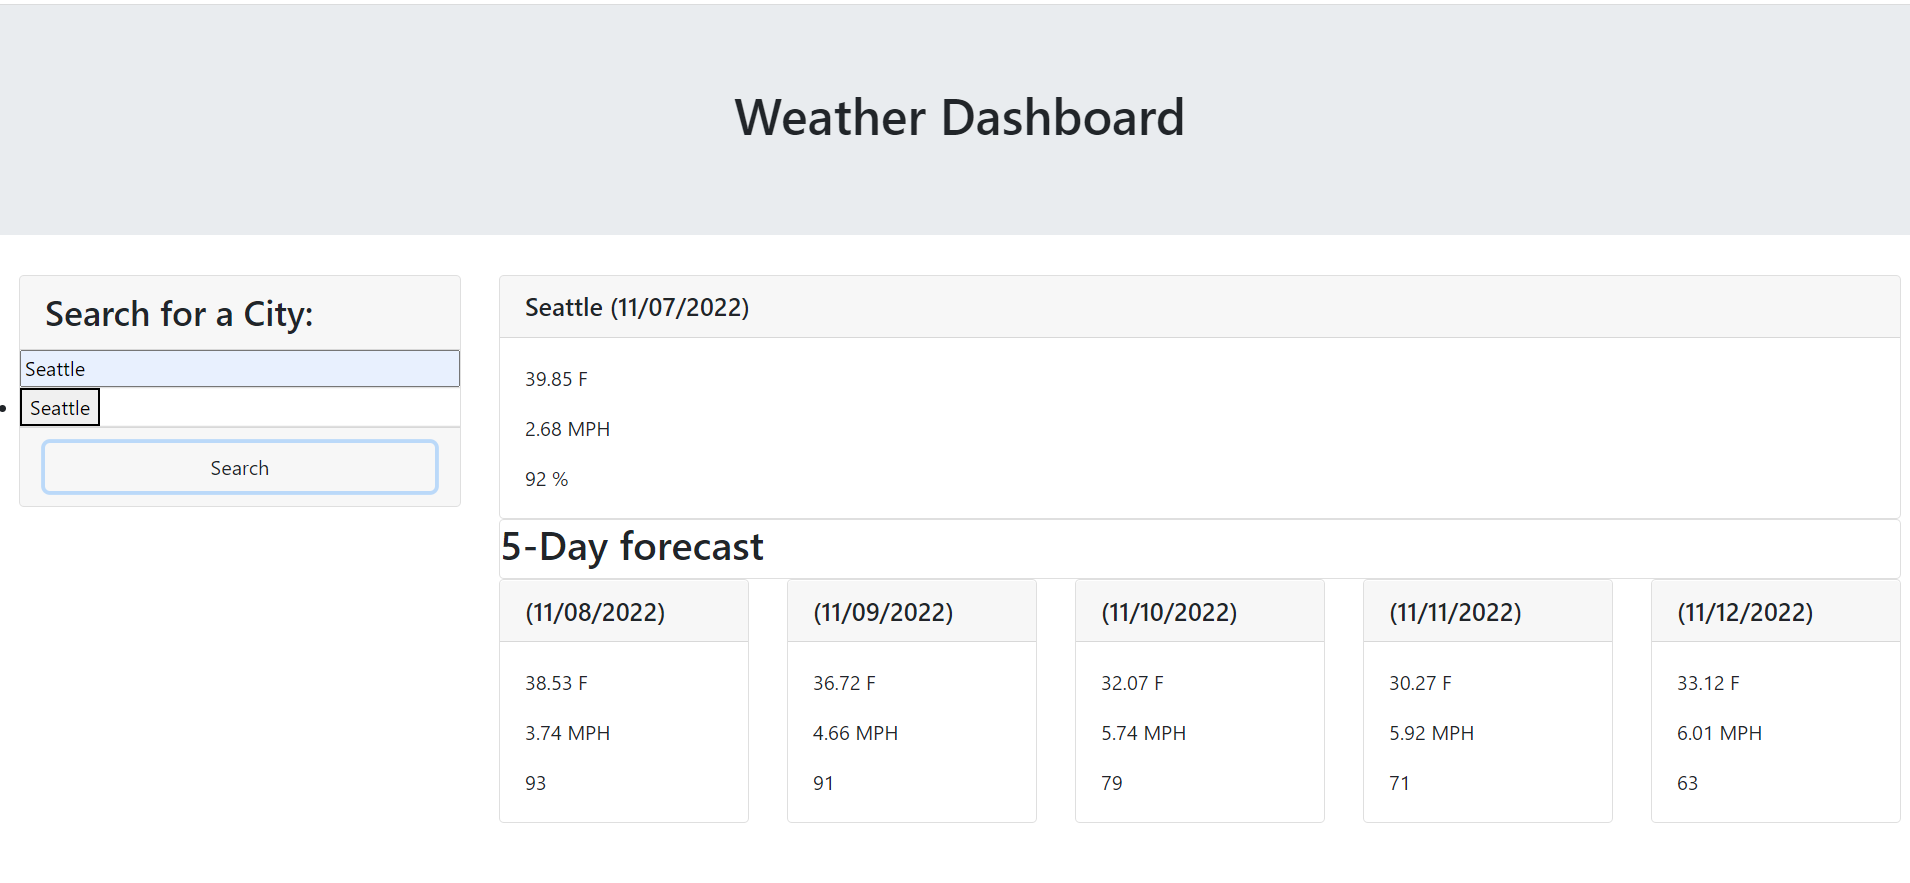 Weather Dashboard
Search for a City:
Seattle
Seattle
Search
Seattle (11/07/2022)
39.85 F
2.68 MPH
92 %
5-Day forecast
(11/08/2022)
38.53 F
3.74 MPH
93
(11/09/2022)
36.72 F
4.66 MPH
91
(11/10/2022)
32.07 F
5.74 MPH
79
(11/11/2022)
30.27 F
5.92 MPH
71
(11/12/2022)
33.12 F
6.01 MPH
63